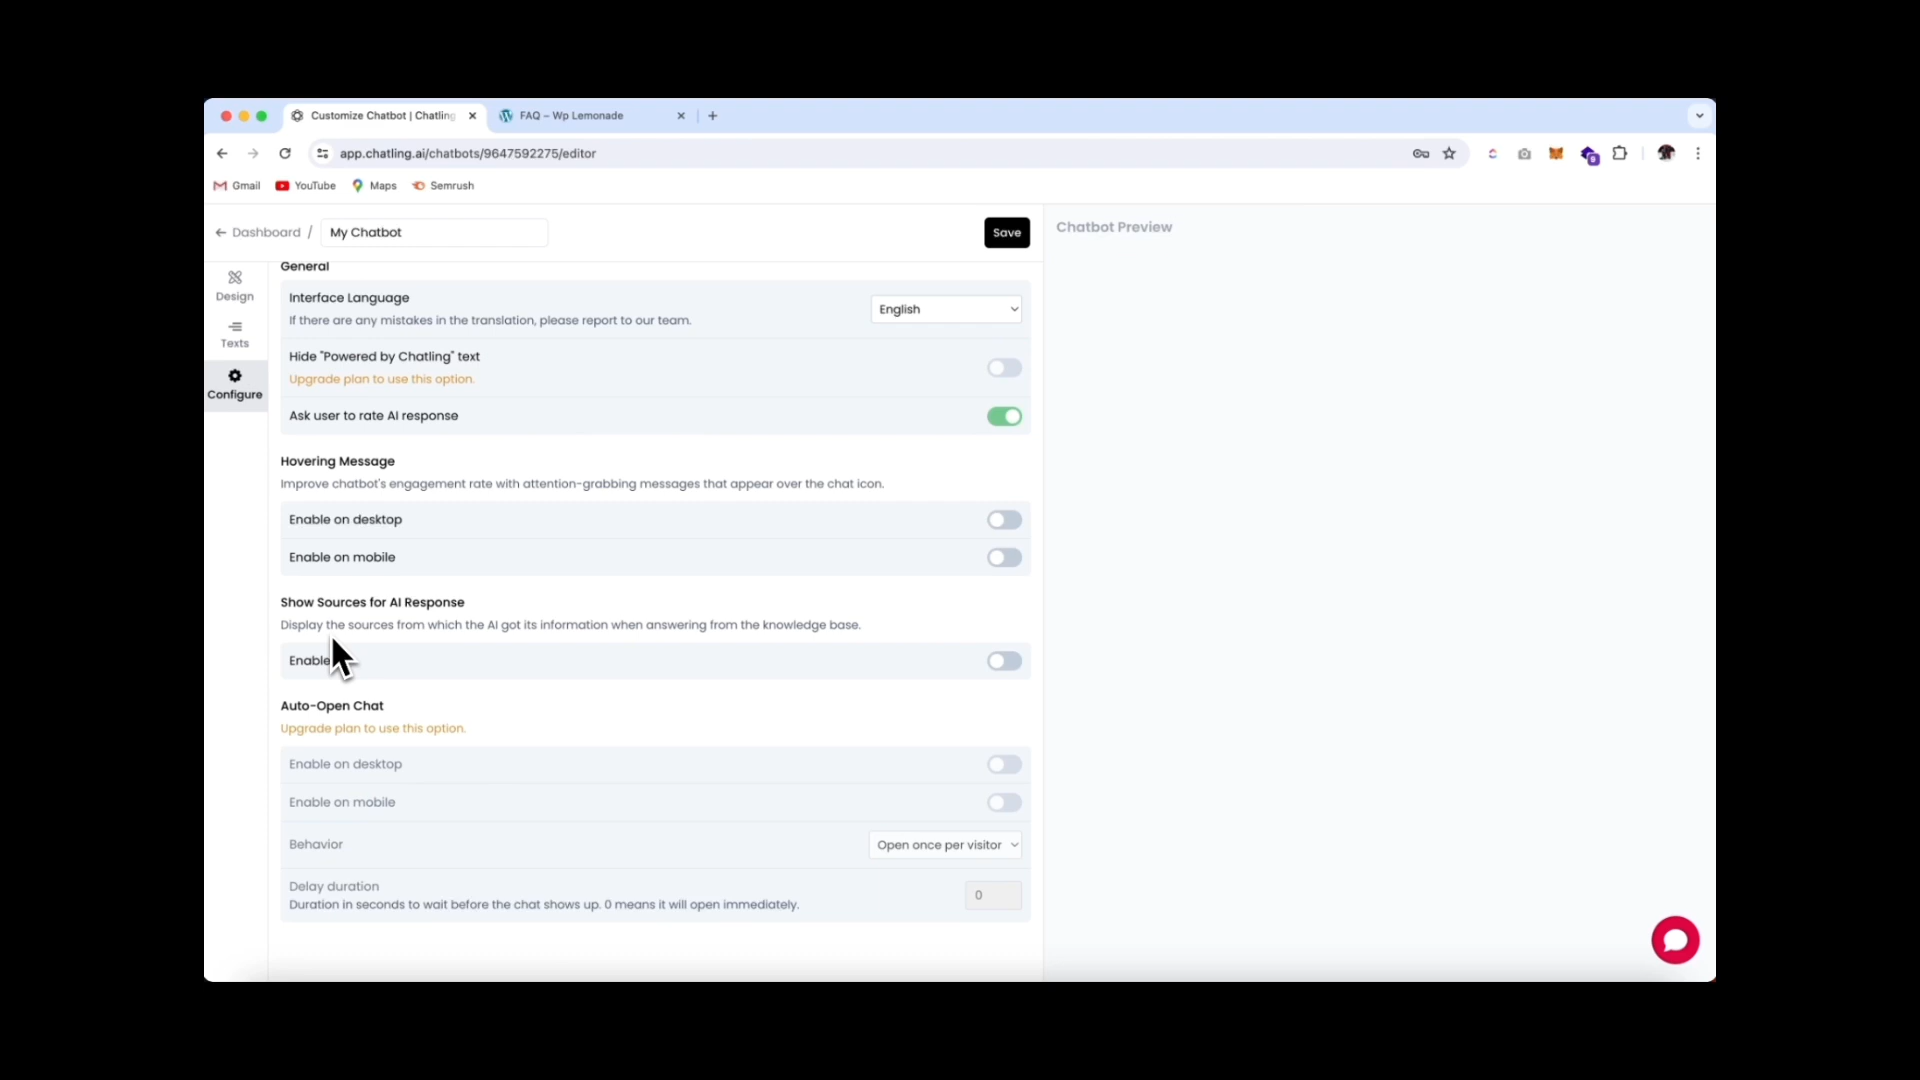 Customize Chatbot | Chatling
FAQ – Wp Lemonade
app.chatling.ai/chatbots/9647592275/editor
9
Gmail YouTube Maps Semrush
Dashboard / My Chatbot
Save
Chatbot Preview
Design
Texts
Configure
General
Interface Language
If there are any mistakes in the translation, please report to our team.
English
Hide "Powered by Chatling" text
Upgrade plan to use this option.
Ask user to rate AI response
Hovering Message
Improve chatbot's engagement rate with attention-grabbing messages that appear over the chat icon.
Enable on desktop
Enable on mobile
Show Sources for AI Response
Display the sources from which the AI got its information when answering from the knowledge base.
Enable
Auto-Open Chat
Upgrade plan to use this option.
Enable on desktop
Enable on mobile
Behavior
Open once per visitor
Delay duration
Duration in seconds to wait before the chat shows up. 0 means it will open immediately.
0